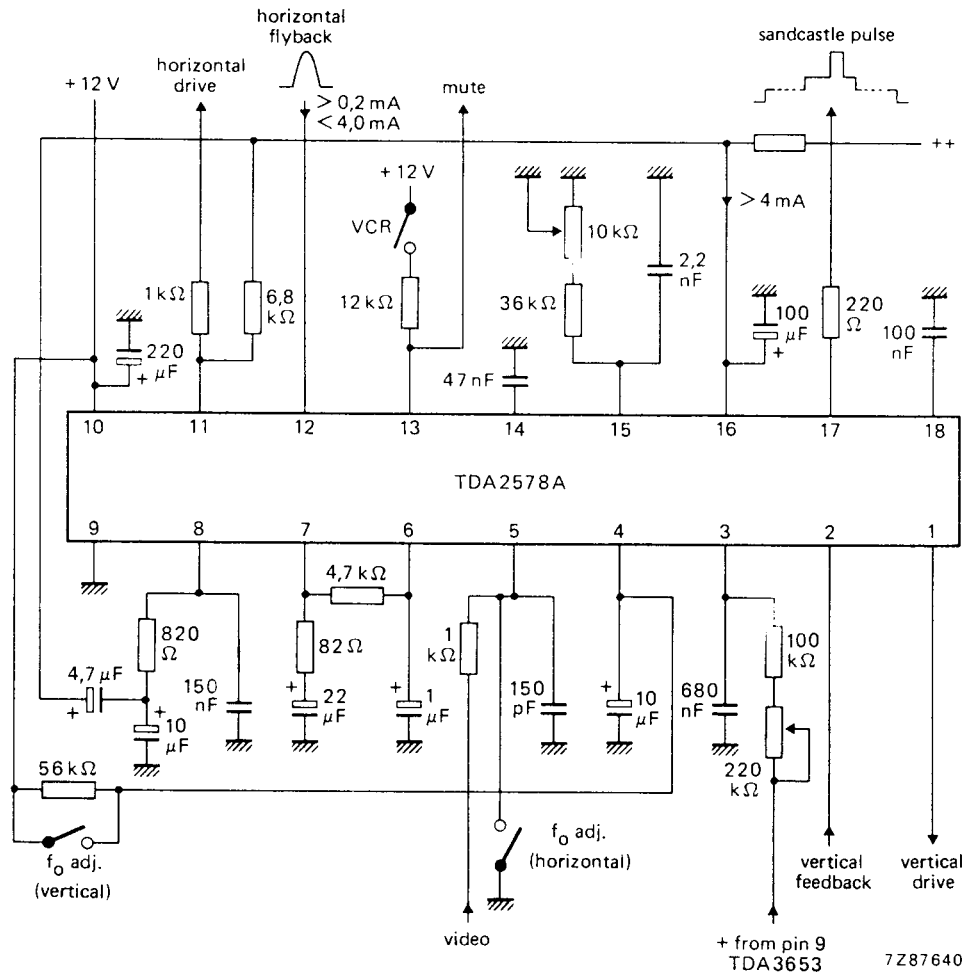 horizontal
flyback
sandcastle pulse
+ 12 V
horizontal
drive
> 0,2 mA
< 4,0 mA
mute
++
+ 12 V
VCR
> 4 mA
10 kΩ
2,2
nF
1 kΩ
6,8
kΩ
12 kΩ
36 kΩ
100
μF
+
220
Ω
100
nF
220
μF
+
47 nF
10
11
12
13
14
15
16
17
18
TDA2578A
9
8
7
6
5
4
3
2
1
4,7 kΩ
820
Ω
82 Ω
1
kΩ
100
kΩ
4,7 μF
+
+
10
μF
150
nF
+
22
μF
+
1
μF
150
pF
+
10
μF
680
nF
220
kΩ
56 kΩ
fo adj.
(vertical)
fo adj.
(horizontal)
vertical
feedback
vertical
drive
video
+ from pin 9
TDA3653
7Z87640